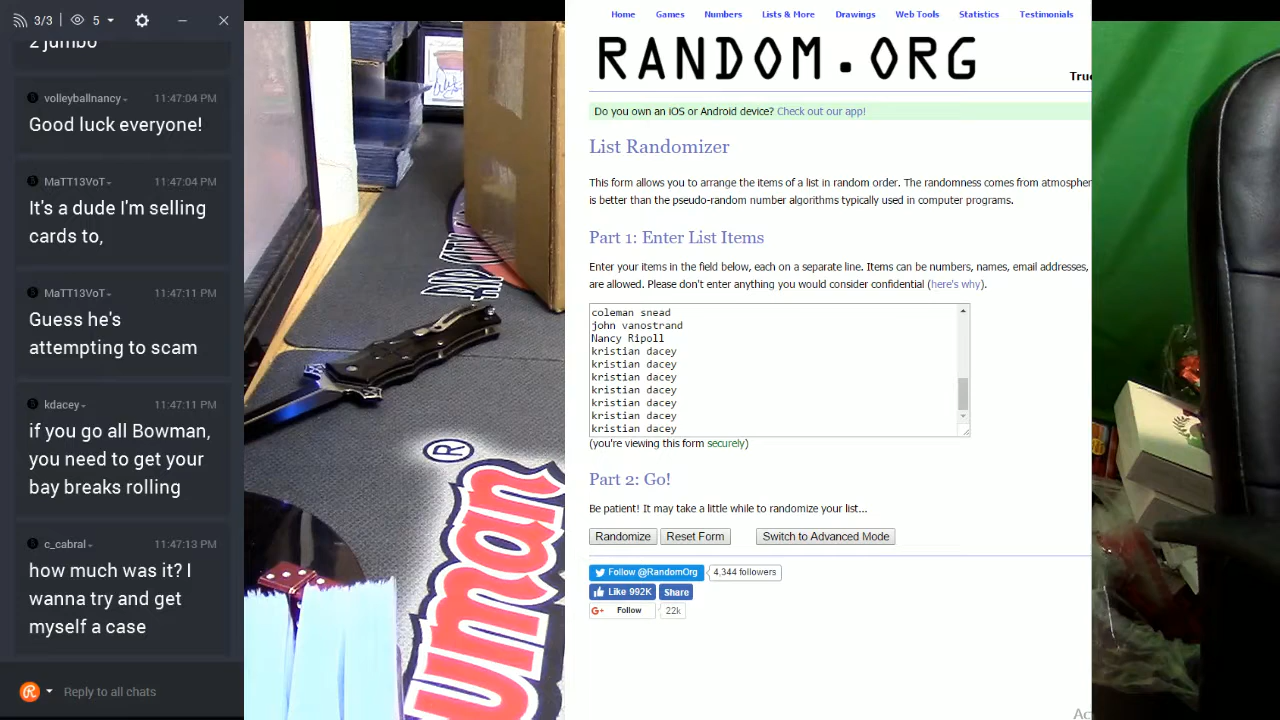 3/3 5
2 jumbo
volleyballnancy 11:47:04 PM
Good luck everyone!
MaTT13VoT 11:47:04 PM
It's a dude I'm selling
cards to,
MaTT13VoT 11:47:11 PM
Guess he's
attempting to scam
kdacey 11:47:11 PM
if you go all Bowman,
you need to get your
bay breaks rolling
c_cabral 11:47:13 PM
how much was it? I
wanna try and get
myself a case
Reply to all chats
®
uman
Home Games Numbers Lists & More Drawings Web Tools Statistics Testimonials
RANDOM.ORG
Do you own an iOS or Android device? Check out our app!
List Randomizer
This form allows you to arrange the items of a list in random order. The randomness comes from
is better than the pseudo-random number algorithms typically used in computer programs.
Part 1: Enter List Items
Enter your items in the field below, each on a separate line. Items can be numbers, names, email addresses,
are allowed. Please don't enter anything you would consider confidential (here's why).
coleman snead
john vanostrand
Nancy Ripoll
kristian dacey
kristian dacey
kristian dacey
kristian dacey
kristian dacey
kristian dacey
kristian dacey
(you're viewing this form securely)
Part 2: Go!
Be patient! It may take a little while to randomize your list...
Randomize Reset Form Switch to Advanced Mode
Follow @RandomOrg 4,344 followers
Like 992K Share
G+ Follow 22k